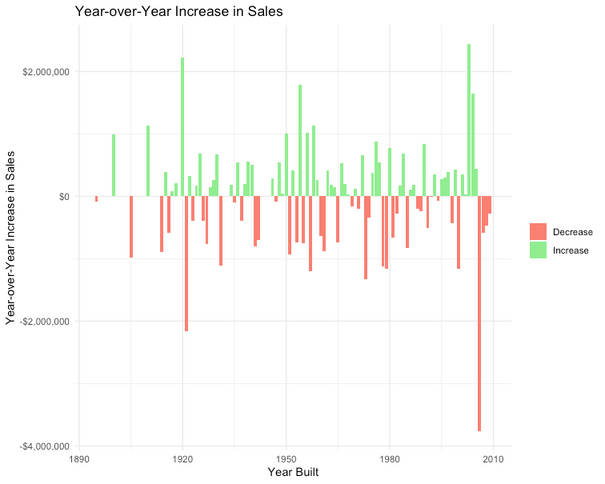 Year-over-Year Increase in Sales
Year-over-Year Increase in Sales
$2,000,000
$0
-$2,000,000
-$4,000,000
1890
1920
1950
1980
2010
Year Built
Decrease
Increase